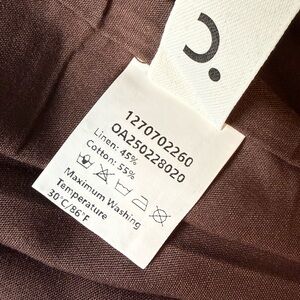 1270702260
OA250228020
Linen: 45%
Cotton: 55%
Maximum Washing
Temperature
30°C/86°F